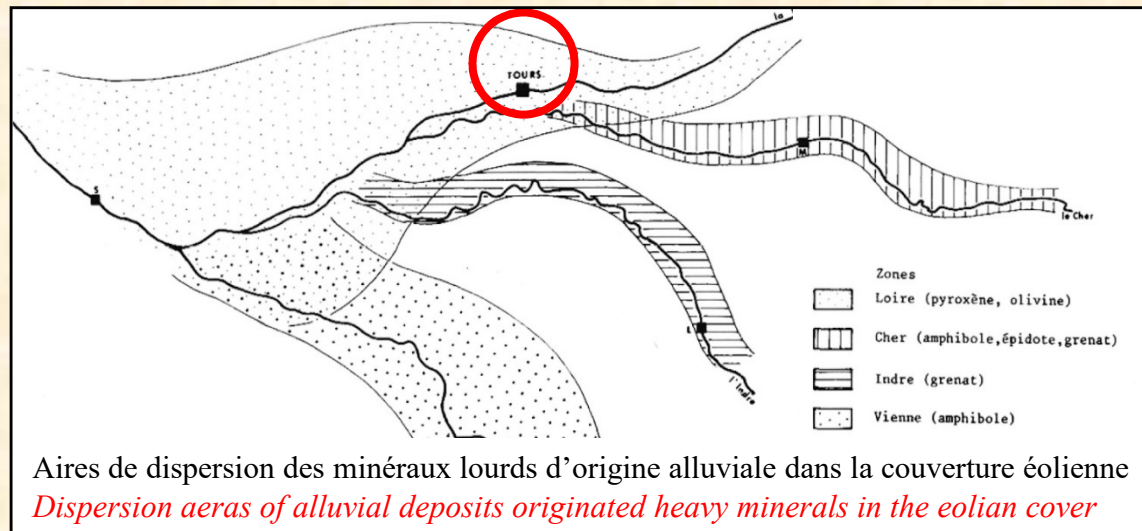 la
TOURS
M
S
le Cher
L
l'Indre
Zones
Loire (pyroxène, olivine)
Cher (amphibole,épidote,grenat)
Indre (grenat)
Vienne (amphibole)
Aires de dispersion des minéraux lourds d'origine alluviale dans la couverture éolienne
Dispersion aeras of alluvial deposits originated heavy minerals in the eolian cover